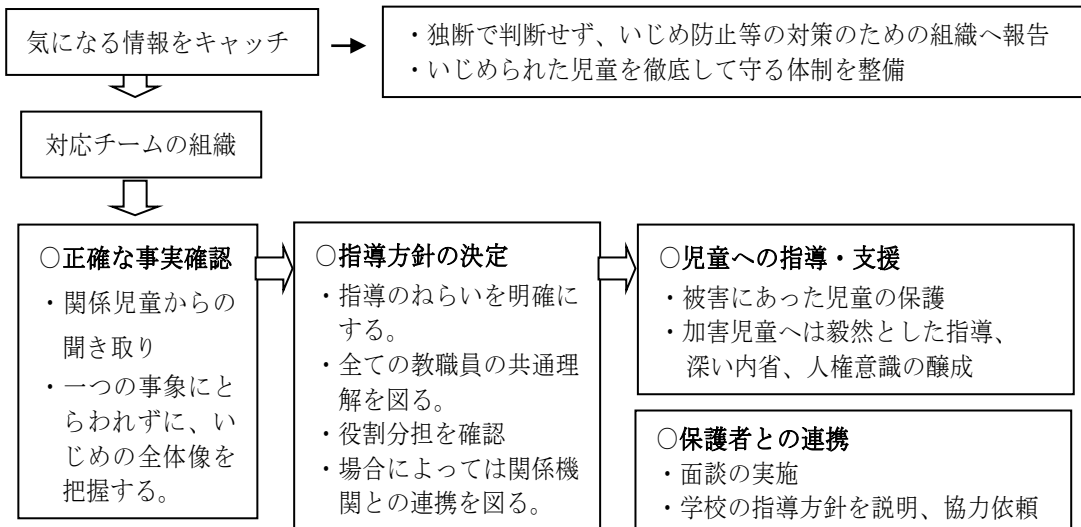 気になる情報をキャッチ
・独断で判断せず、いじめ防止等の対策のための組織へ報告
・いじめられた児童を徹底して守る体制を整備
対応チームの組織
○正確な事実確認
・関係児童からの
聞き取り
・一つの事象にと
らわれずに、い
じめの全体像を
把握する。
○指導方針の決定
・指導のねらいを明確に
する。
・全ての教職員の共通理
解を図る。
・役割分担を確認
・場合によっては関係機
関との連携を図る。
○児童への指導・支援
・被害にあった児童の保護
・加害児童へは毅然とした指導、
深い内省、人権意識の醸成
○保護者との連携
・面談の実施
・学校の指導方針を説明、協力依頼